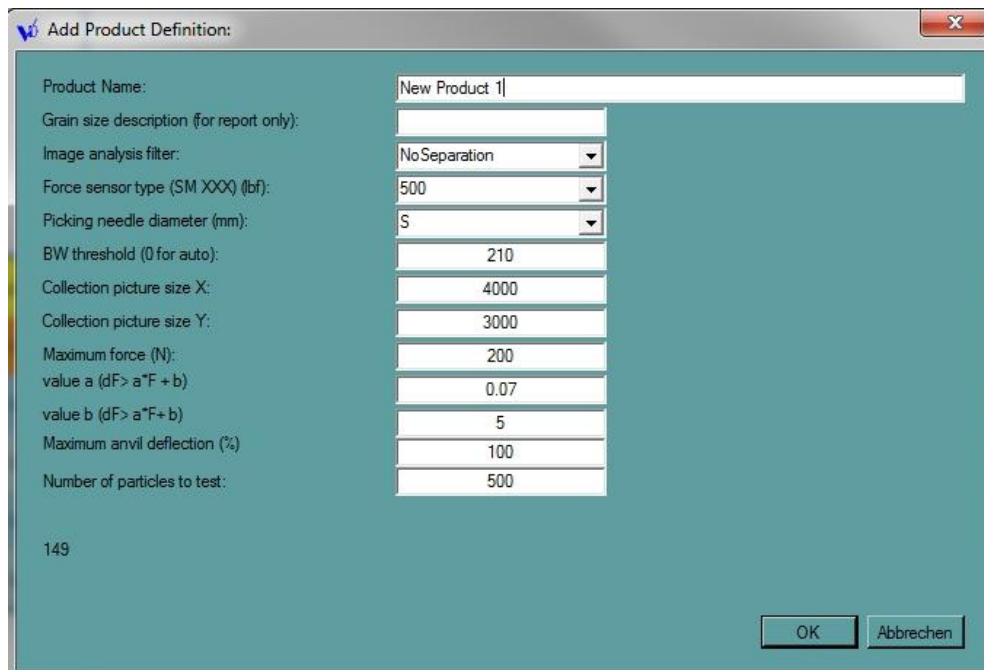 Add Product Definition:
Product Name: New Product 1
Grain size description (for report only):
Image analysis filter: NoSeparation
Force sensor type (SM XXX) (lbf): 500
Picking needle diameter (mm): S
BW threshold (0 for auto): 210
Collection picture size X: 4000
Collection picture size Y: 3000
Maximum force (N): 200
value a (dF> a*F + b) 0.07
value b (dF> a*F+ b) 5
Maximum anvil deflection (%) 100
Number of particles to test: 500
149
OK Abbrechen